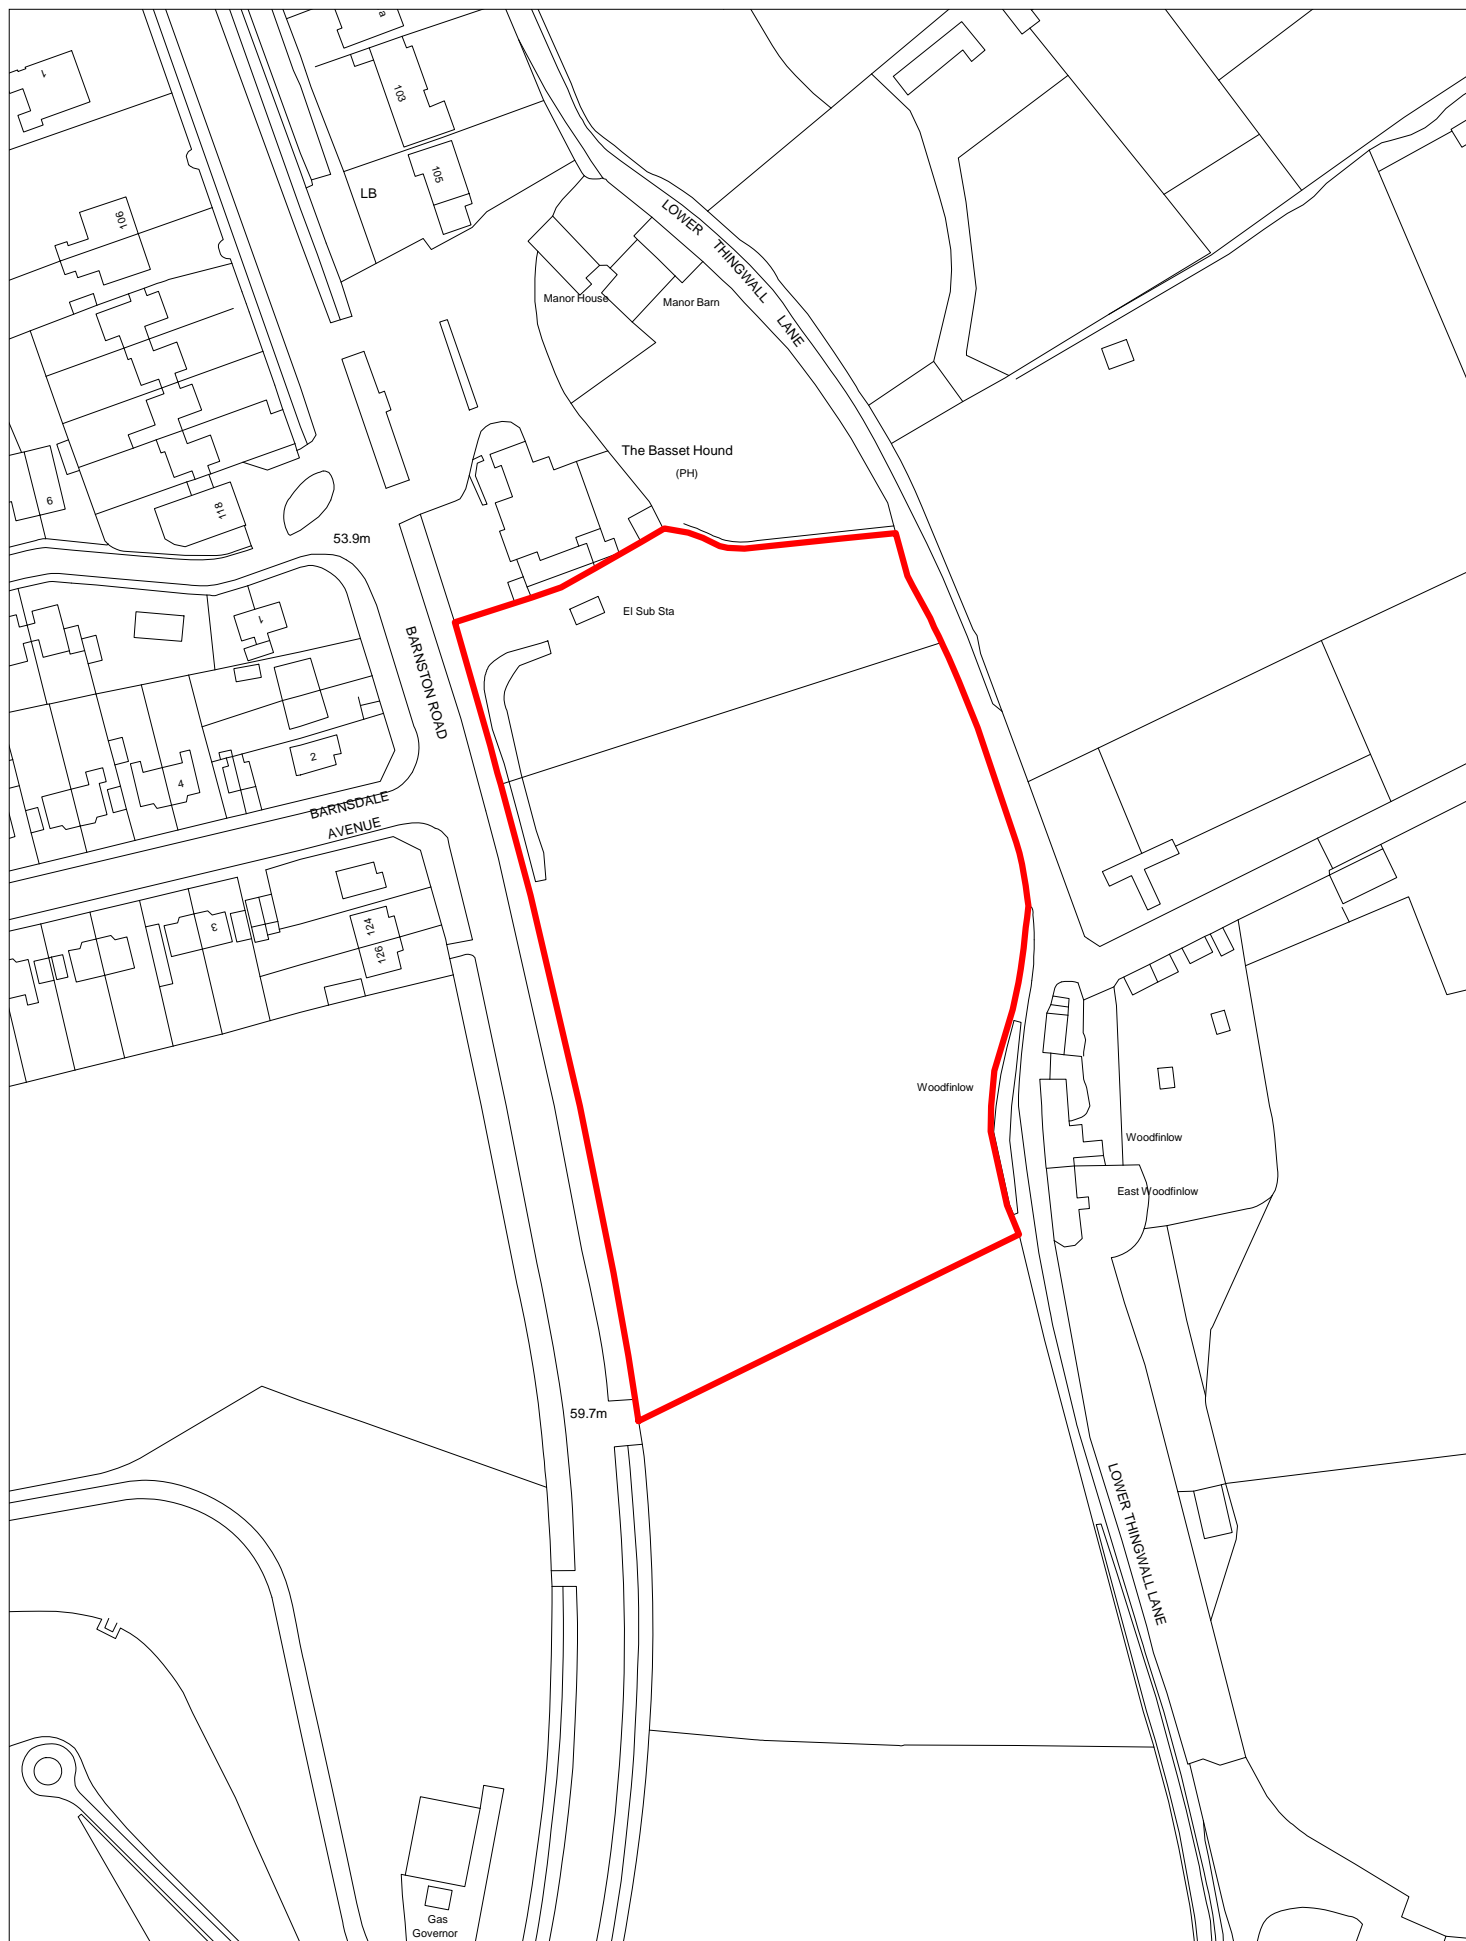 a
1
103
105
LB
106
LOWER THINGWALL LANE
Manor House
Manor Barn
The Basset Hound
(PH)
9
118
53.9m
El Sub Sta
1
BARNSTON ROAD
2
4
BARNSDALE
AVENUE
3
124
126
Woodfinlow
Woodfinlow
East Woodfinlow
59.7m
LOWER THINGWALL LANE
Gas
Governor